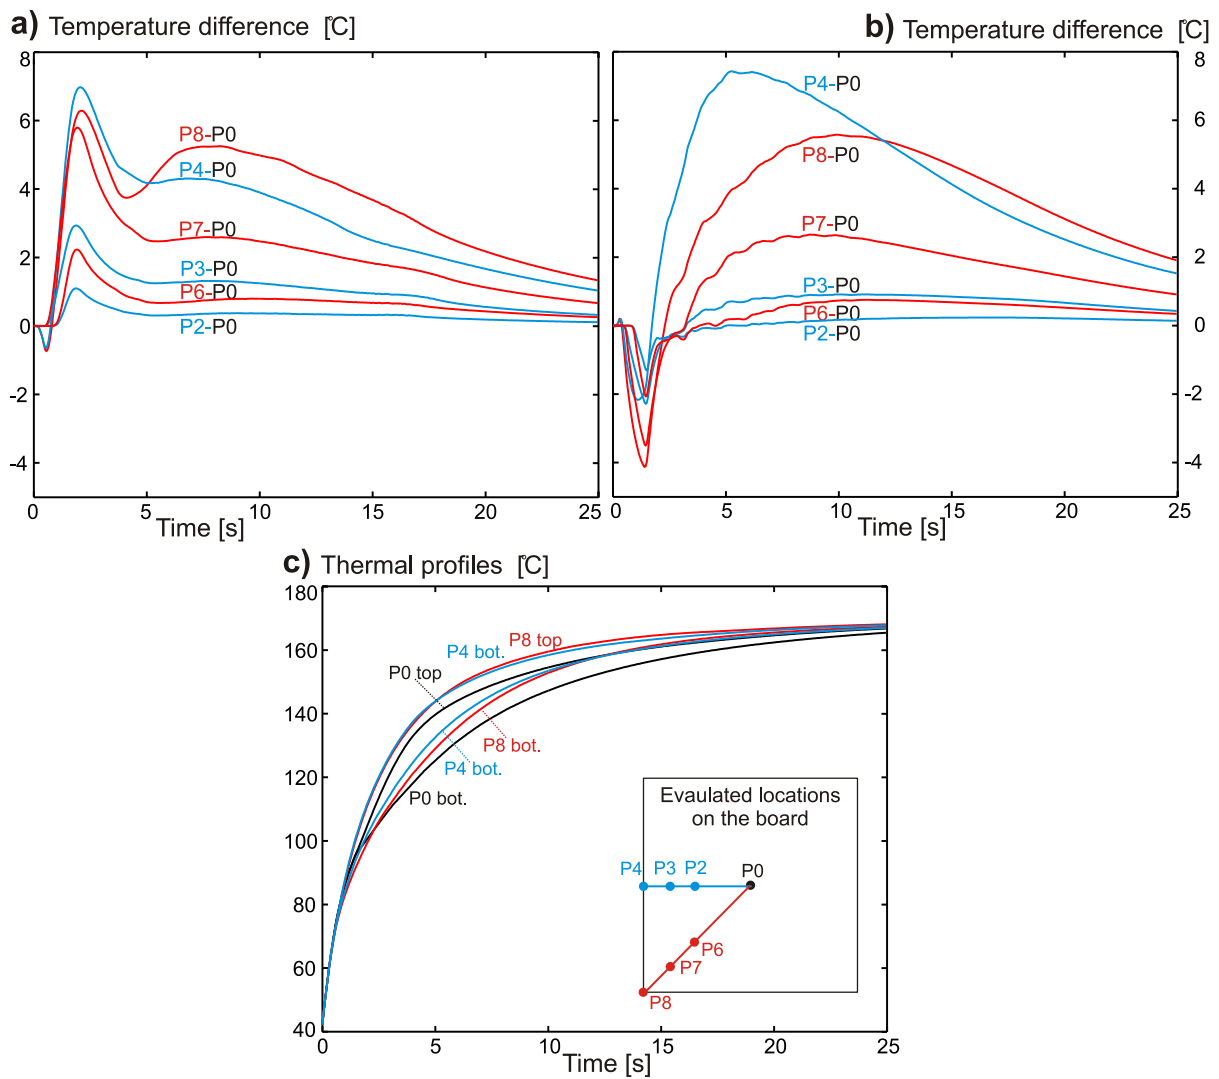 a) Temperature difference [℃]
8
6
4
2
0
-2
-4
P8-P0
P4-P0
P7-P0
P3-P0
P6-P0
P2-P0
0 5 10 15 20 25
Time [s]
b) Temperature difference [℃]
8
6
4
2
0
-2
-4
P4-P0
P8-P0
P7-P0
P3-P0
P6-P0
P2-P0
0 5 10 15 20 25
Time [s]
c) Thermal profiles [℃]
180
160
140
120
100
80
60
40
P8 top
P4 bot.
P0 top
P8 bot.
P4 bot.
P0 bot.
Evaulated locations
on the board
P4 P3 P2 P0
P6
P7
P8
0 5 10 15 20 25
Time [s]